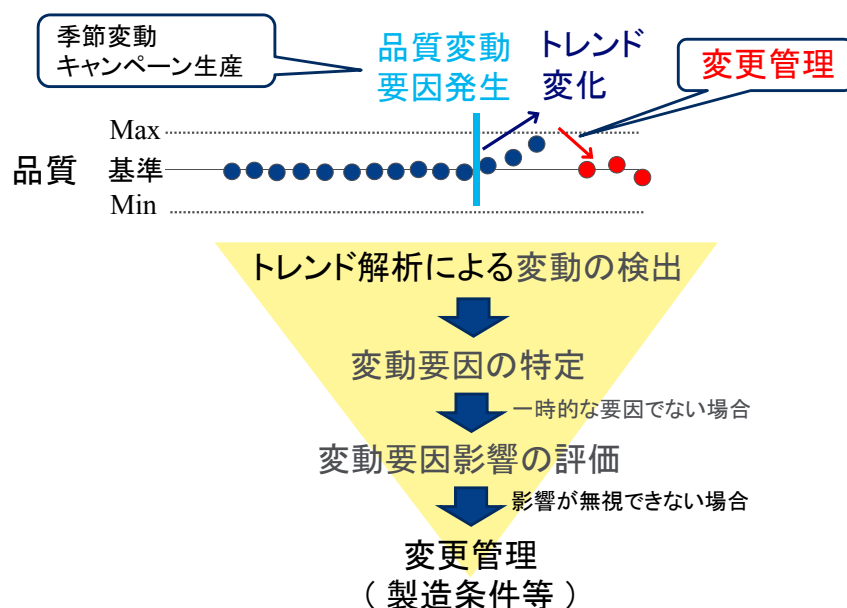 季節変動
キャンペーン生産
品質変動
要因発生
トレンド
変化
変更管理
Max
品質
基準
Min
トレンド解析による変動の検出
変動要因の特定
一時的な要因でない場合
変動要因影響の評価
影響が無視できない場合
変更管理
( 製造条件等 )